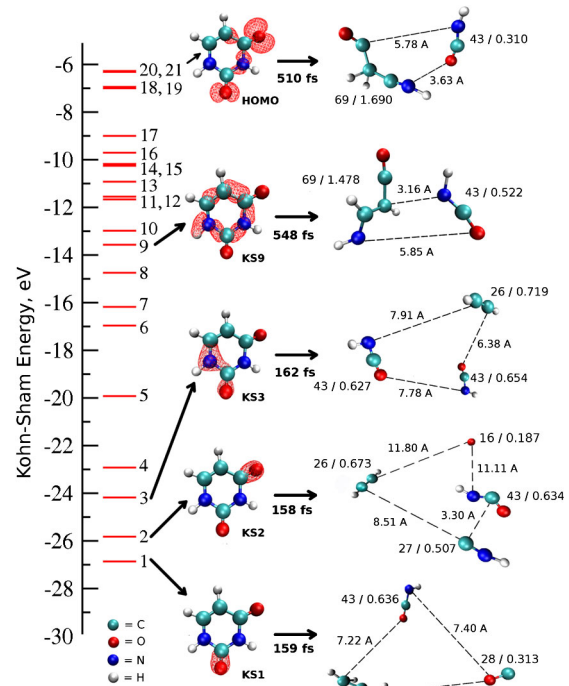 Kohn-Sham Energy, eV
-6
-8
-10
-12
-14
-16
-18
-20
-22
-24
-26
-28
-30
20, 21
18, 19
17
16
14, 15
13
11, 12
10
9
8
7
6
5
4
3
2
1
= C
= O
= N
= H
HOMO
510 fs
5.78 A
43 / 0.310
3.63 A
69 / 1.690
KS9
548 fs
69 / 1.478
3.16 A
43 / 0.522
5.85 A
KS3
162 fs
26 / 0.719
7.91 A
6.38 A
43 / 0.627
43 / 0.654
7.78 A
KS2
158 fs
16 / 0.187
11.80 A
26 / 0.673
11.11 A
43 / 0.634
3.30 A
8.51 A
27 / 0.507
KS1
159 fs
43 / 0.636
7.22 A
7.40 A
28 / 0.313